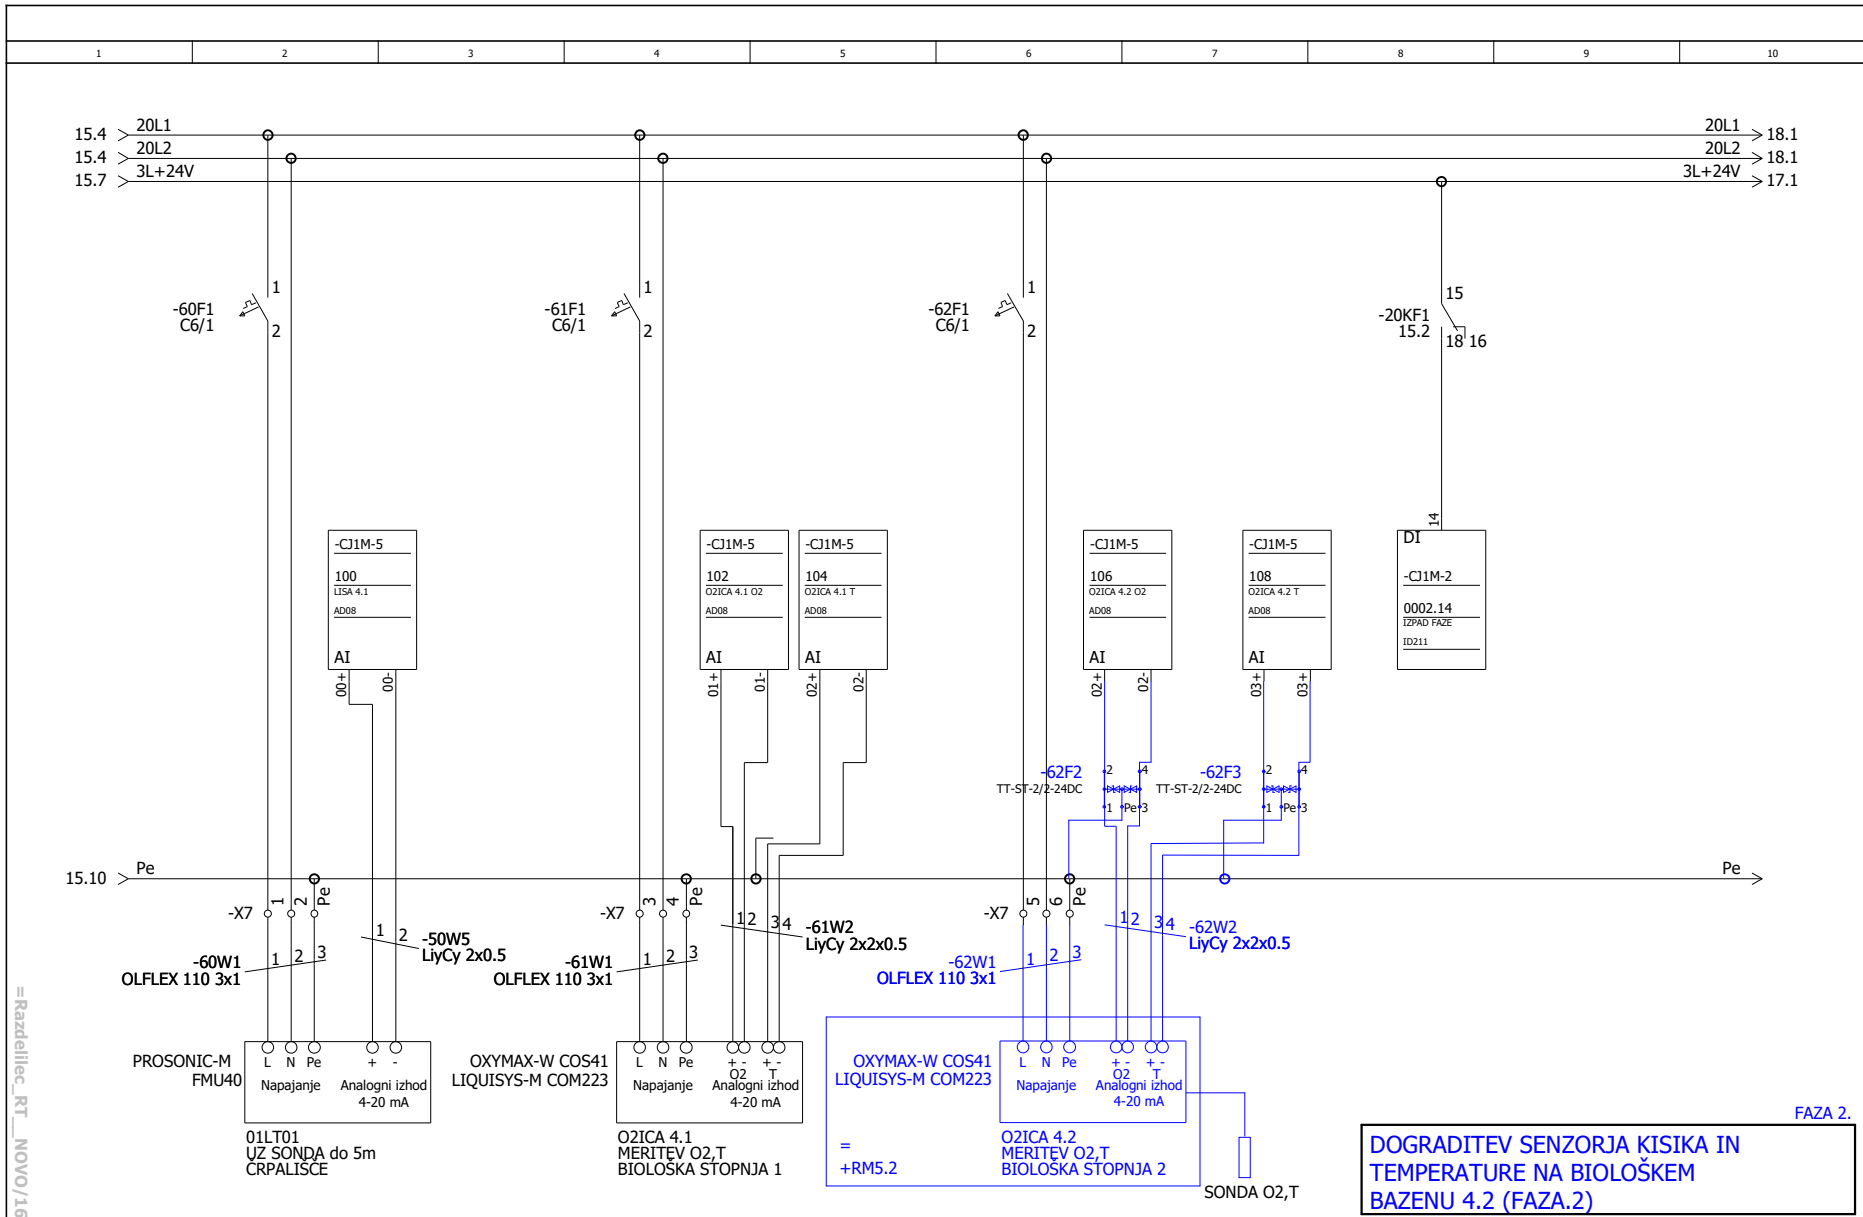 1 2 3 4 5 6 7 8 9 10
15.4 20L1 20L1 18.1
15.4 20L2 20L2 18.1
15.7 3L+24V 3L+24V 17.1
-60F1
C6/1
1
2
-61F1
C6/1
1
2
-62F1
C6/1
1
2
-20KF1
15.2
15
18 16
-CJ1M-5
100
LISA 4.1
AD08
AI
00+ 00-
-CJ1M-5
102
O2ICA 4.1 O2
AD08
AI
01+ 01-
-CJ1M-5
104
O2ICA 4.1 T
AD08
AI
02+ 02-
-CJ1M-5
106
O2ICA 4.2 O2
AD08
AI
02+ 02-
-CJ1M-5
108
O2ICA 4.2 T
AD08
AI
03+ 03+
14
DI
-CJ1M-2
0002.14
IZPAD FAZE
ID211
-62F2
TT-ST-2/2-24DC
2 4
1 Pe 3
-62F3
TT-ST-2/2-24DC
2 4
1 Pe 3
15.10 Pe Pe
-X7 1 2 Pe
-X7 3 4 Pe
-X7 5 6 Pe
-60W1
OLFLEX 110 3x1
1 2 3
1 2
-50W5
LiyCy 2x0.5
-61W1
OLFLEX 110 3x1
1 2 3
1 2 3 4
-61W2
LiyCy 2x2x0.5
-62W1
OLFLEX 110 3x1
1 2 3
1 2 3 4
-62W2
LiyCy 2x2x0.5
PROSONIC-M
FMU40
L N Pe + -
Napajanje
Analogni izhod
4-20 mA
01LT01
UZ SONDA do 5m
ČRPALIŠČE
OXYMAX-W COS41
LIQUISYS-M COM223
L N Pe + - + -
O2 T
Napajanje
Analogni izhod
4-20 mA
O2ICA 4.1
MERITEV O2,T
BIOLOŠKA STOPNJA 1
OXYMAX-W COS41
LIQUISYS-M COM223
L N Pe + - + -
O2 T
Napajanje
Analogni izhod
4-20 mA
=
+RM5.2
O2ICA 4.2
MERITEV O2,T
BIOLOŠKA STOPNJA 2
SONDA O2,T
FAZA 2.
DOGRADITEV SENZORJA KISIKA IN
TEMPERATURE NA BIOLOŠKEM
BAZENU 4.2 (FAZA.2)
=Razdelilec_RT__NOVO/16